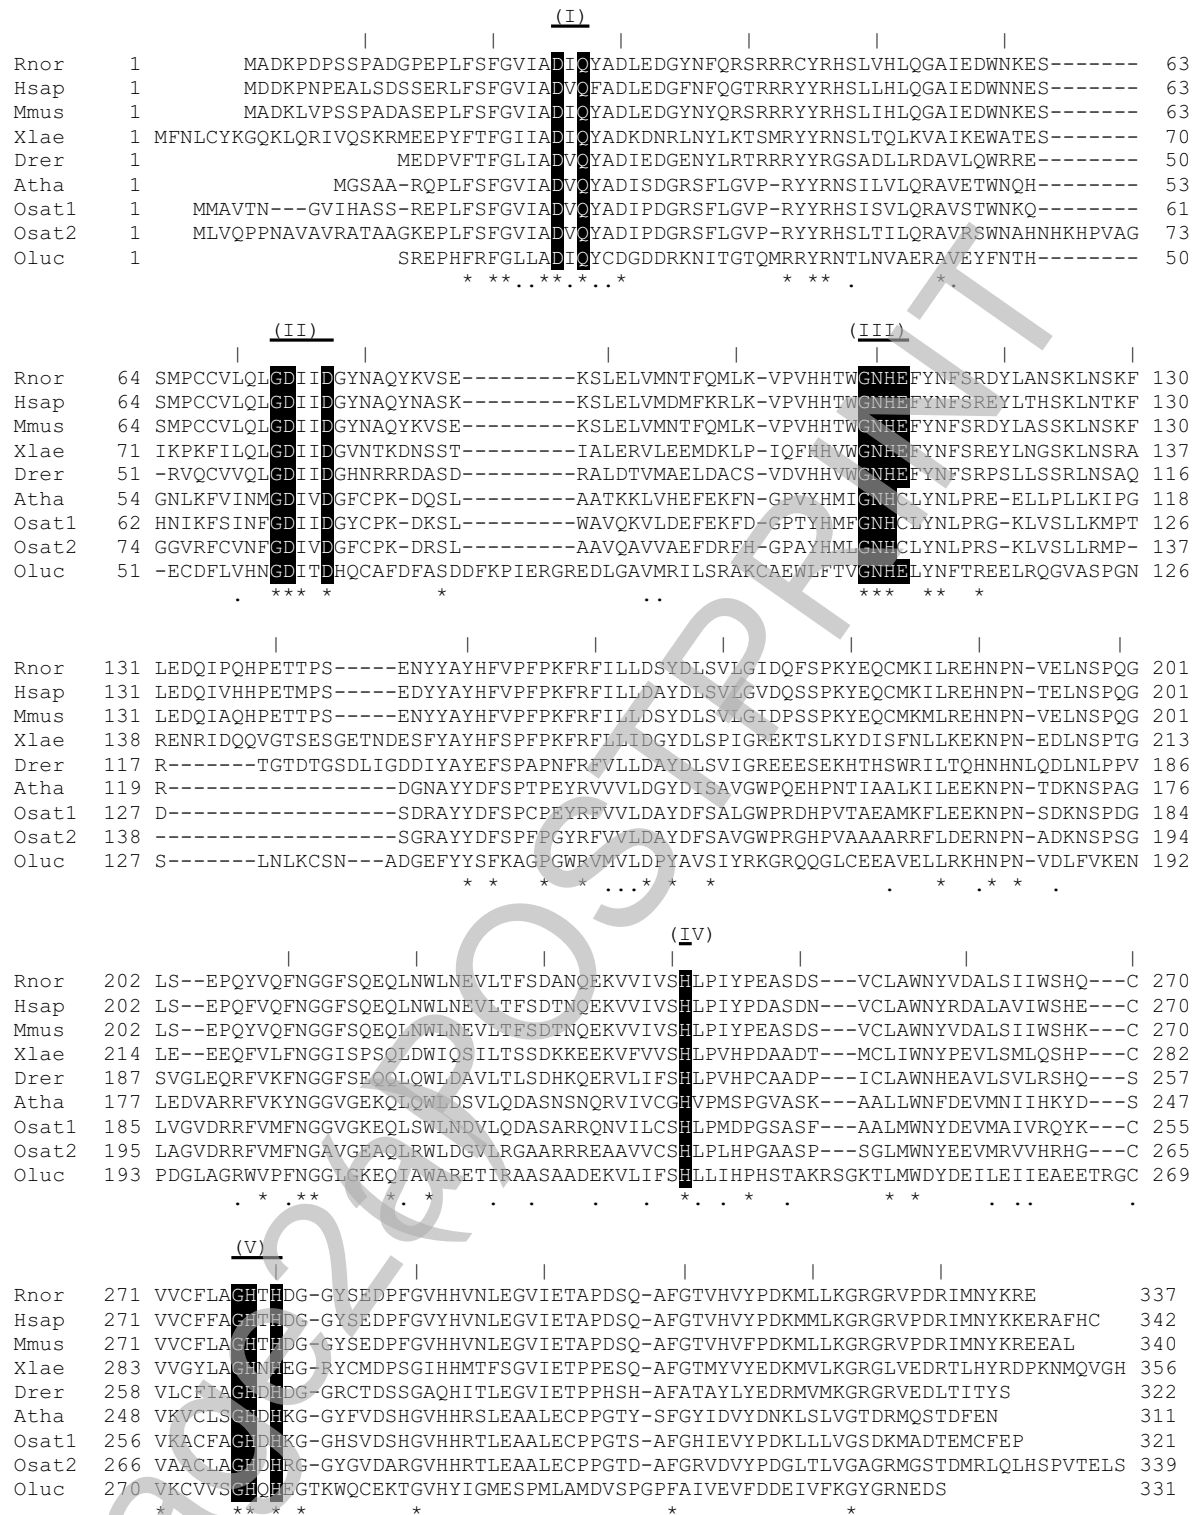 (I)
Rnor 1 MADKPDPSSPADGPEPLFSFGVIADIQYADLEDGYNFQRSRRRCYRHSLVHLQGAIEDWNKES-------- 63
Hsap 1 MDDKPNPEALSDSSERLFSFGVIADVQFADLEDGFNFQGTRRRYYRHSLLHLQGAIEDWNNES-------- 63
Mmus 1 MADKLVPSSPADASEPLFSFGVIADIQYADLEDGYNYQRSRRRYYRHSLIHLQGAIEDWNKES-------- 63
Xlae 1 MFNLCYKGQKLQRIVQSKRMEEPYFTFGIIADIQYADKDNRLNYLKTSMRYYRNSLTQLKVAIKEWATES-------- 70
Drer 1 MEDPVFTFGLIADVQYADIEDGENYLRTRRRYYRGSADLLRDAVLQWRRE-------- 50
Atha 1 MGSAA-RQPLFSFGVIADVQYADISDGRSFLGVP-RYYRNSILVLQRAVETWNQH-------- 53
Osat1 1 MMAVTN---GVIHASS-REPLFSFGVIADVQYADIPDGRSFLGVP-RYYRHSISVLQRAVSTWNKQ-------- 61
Osat2 1 MLVQPPNAVAVRATAAGKEPLFSFGVIADVQYADIPDGRSFLGVP-RYYRHSLTILQRAVRSWNAHNHKHPVAG 73
Oluc 1 SREPHFRFGLLADIQYCDGDDRKNITGTQMRRYRNTLNVAERAVEYFNTH-------- 50
* **..**.*..* * ** . *.
(II) (III)
Rnor 64 SMPCCVLQLGDIIDGYNAQYKVSE---------KSLELVMNTFQMLK-VPVHHTWGNHEFYNFSRDYLANSKLNSKF 130
Hsap 64 SMPCCVLQLGDIIDGYNAQYNASK---------KSLELVMDMFKRLK-VPVHHTWGNHEFYNFSREYLTHSKLNTKF 130
Mmus 64 SMPCCVLQLGDIIDGYNAQYKVSE---------KSLELVMNTFQMLK-VPVHHTWGNHEFYNFSRDYLASSKLNSKF 130
Xlae 71 IKPKFILQLGDIIDGVNTKDNSST---------IALERVLEEMDKLP-IQFHHVWGNHEFYNFSREYLNGSKLNSRA 137
Drer 51 -RVQCVVQLGDIIDGHNRRRDASD---------RALDTVMAELDACS-VDVHHVWGNHEFYNFSRPSLLSSRLNSAQ 116
Atha 54 GNLKFVINMGDIVDGFCPK-DQSL---------AATKKLVHEFEKFN-GPVYHMIGNHCLYNLPRE-ELLPLLKIPG 118
Osat1 62 HNIKFSINFGDIIDGYCPK-DKSL---------WAVQKVLDEFEKFD-GPTYHMFGNHCLYNLPRG-KLVSLLKMPT 126
Osat2 74 GGVRFCVNFGDIVDGFCPK-DRSL---------AAVQAVVAEFDRFH-GPAYHMLGNHCLYNLPRS-KLVSLLRMP- 137
Oluc 51 -ECDFLVHNGDITDHQCAFDFASDDFKPIERGREDLGAVMRILSRAKCAEWLFTVGNHELYNFTREELRQGVASPGN 126
. *** * * .. *** ** *
Rnor 131 LEDQIPQHPETTPS-----ENYYAYHFVPFPKFRFILLDSYDLSVLGIDQFSPKYEQCMKILREHNPN-VELNSPQG 201
Hsap 131 LEDQIVHHPETMPS-----EDYYAYHFVPFPKFRFILLDAYDLSVLGVDQSSPKYEQCMKILREHNPN-TELNSPQG 201
Mmus 131 LEDQIAQHPETTPS-----ENYYAYHFVPFPKFRFILLDSYDLSVLGIDPSSPKYEQCMKMLREHNPN-VELNSPQG 201
Xlae 138 RENRIDQQVGTSESGETNDESFYAYHFSPFPKFRFLLIDGYDLSPIGREKTSLKYDISFNLLKEKNPN-EDLNSPTG 213
Drer 117 R-------TGTDTGSDLIGDDIYAYEFSPAPNFRFVLLDAYDLSVIGREEESEKHTHSWRILTQHNHNLQDLNLPPV 186
Atha 119 R------------------DGNAYYDFSPTPEYRVVVLDGYDISAVGWPQEHPNTIAALKILEEKNPN-TDKNSPAG 176
Osat1 127 D------------------SDRAYYDFSPCPEYRFVVLDAYDFSALGWPRDHPVTAEAMKFLEEKNPN-SDKNSPDG 184
Osat2 138 -------------------SGRAYYDFSPFPGYRFVVLDAYDFSAVGWPRGHPVAAAARRFLDERNPN-ADKNSPSG 194
Oluc 127 S-------LNLKCSN---ADGEFYYSFKAGPGWRVMVLDPYAVSIYRKGRQQGLCEEAVELLRKHNPN-VDLFVKEN 192
* * * * ...* * * . * .* * .
(IV)
Rnor 202 LS--EPQYVQFNGGFSQEQLNWLNEVLTFSDANQEKVVIVSHLPIYPEASDS---VCLAWNYVDALSIIWSHQ---C 270
Hsap 202 LS--EPQFVQFNGGFSQEQLNWLNEVLTFSDTNQEKVVIVSHLPIYPDASDN---VCLAWNYRDALAVIWSHE---C 270
Mmus 202 LS--EPQYVQFNGGFSQEQLNWLNEVLTFSDTNQEKVVIVSHLPIYPEASDS---VCLAWNYVDALSIIWSHK---C 270
Xlae 214 LE--EEQFVLFNGGISPSQLDWIQSILTSSDKKEEKVFVVSHLPVHPDAADT---MCLIWNYPEVLSMLQSHP---C 282
Drer 187 SVGLEQRFVKFNGGFSEQQLQWLDAVLTLSDHKQERVLIFSHLPVHPCAADP---ICLAWNHEAVLSVLRSHQ---S 257
Atha 177 LEDVARRFVKYNGGVGEKQLQWLDSVLQDASNSNQRVIVCGHVPMSPGVASK---AALLWNFDEVMNIIHKYD---S 247
Osat1 185 LVGVDRRFVMFNGGVGKEQLSWLNDVLQDASARRQNVILCSHLPMDPGSASF---AALMWNYDEVMAIVRQYK---C 255
Osat2 195 LAGVDRRFVMFNGAVGEAQLRWLDGVLRGAARRREAAVVCSHLPLHPGAASP---SGLMWNYEEVMRVVRHRG---C 265
Oluc 193 PDGLAGRWVPFNGGLGKEQIAWARETIRAASAADEKVLIFSHLLIHPHSTAKRSGKTLMWDYDEILEIIEAEETRGC 269
. * .** *. * . . . . *. * . * * . .. .
(V)
Rnor 271 VVCFLAGHTHDG-GYSEDPFGVHHVNLEGVIETAPDSQ-AFGTVHVYPDKMLLKGRGRVPDRIMNYKRE 337
Hsap 271 VVCFFAGHTHDG-GYSEDPFGVYHVNLEGVIETAPDSQ-AFGTVHVYPDKMMLKGRGRVPDRIMNYKKERAFHC 342
Mmus 271 VVCFLAGHTHDG-GYSEDPFGVHHVNLEGVIETAPDSQ-AFGTVHVFPDKMLLKGRGRVPDRIMNYKREEAL 340
Xlae 283 VVGYLAGHNHEG-RYCMDPSGIHHMTFSGVIETPPESQ-AFGTMYVYEDKMVLKGRGLVEDRTLHYRDPKNMQVGH 356
Drer 258 VLCFIAGHDHDG-GRCTDSSGAQHITLEGVIETPPHSH-AFATAYLYEDRMVMKGRGRVEDLTITYS 322
Atha 248 VKVCLSGHDHKG-GYFVDSHGVHHRSLEAALECPPGTY-SFGYIDVYDNKLSLVGTDRMQSTDFEN 311
Osat1 256 VKACFAGHDHKG-GHSVDSHGVHHRTLEAALECPPGTS-AFGHIEVYPDKLLLVGSDKMADTEMCFEP 321
Osat2 266 VAACLAGHDHRG-GYGVDARGVHHRTLEAALECPPGTD-AFGRVDVYPDGLTLVGAGRMGSTDMRLQLHSPVTELS 339
Oluc 270 VKCVVSGHQHEGTKWQCEKTGVHYIGMESPMLAMDVSPGPFAIVEVFDDEIVFKGYGRNEDS 331
* ** * * * * *
POSTPRINT